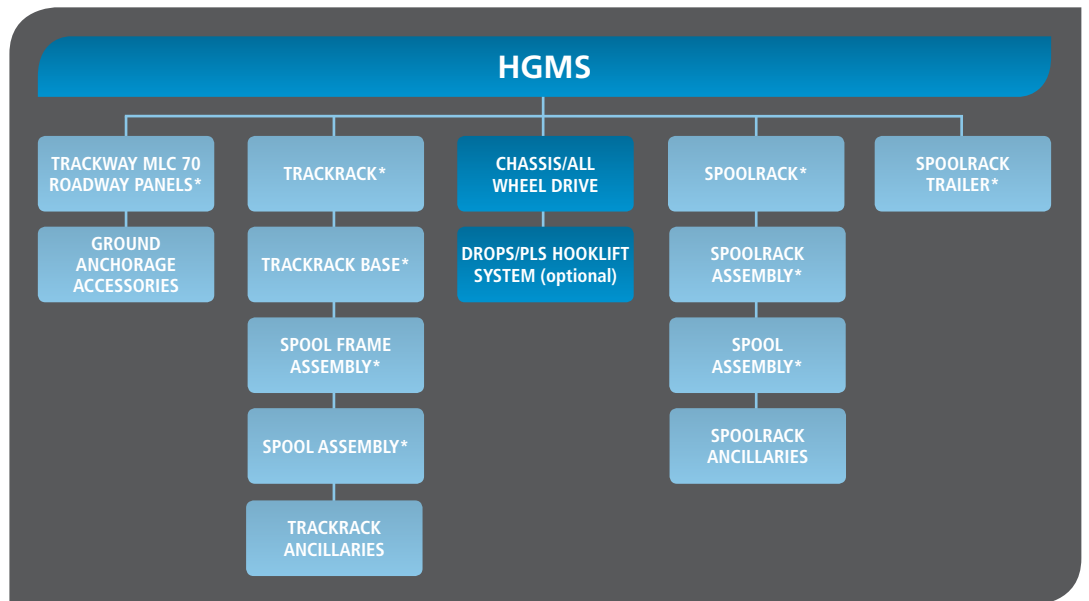 HGMS
TRACKWAY MLC 70
ROADWAY PANELS*
GROUND
ANCHORAGE
ACCESSORIES
TRACKRACK*
TRACKRACK BASE*
SPOOL FRAME
ASSEMBLY*
SPOOL ASSEMBLY*
TRACKRACK
ANCILLARIES
CHASSIS/ALL
WHEEL DRIVE
DROPS/PLS HOOKLIFT
SYSTEM (optional)
SPOOLRACK*
SPOOLRACK
ASSEMBLY*
SPOOL
ASSEMBLY*
SPOOLRACK
ANCILLARIES
SPOOLRACK
TRAILER*